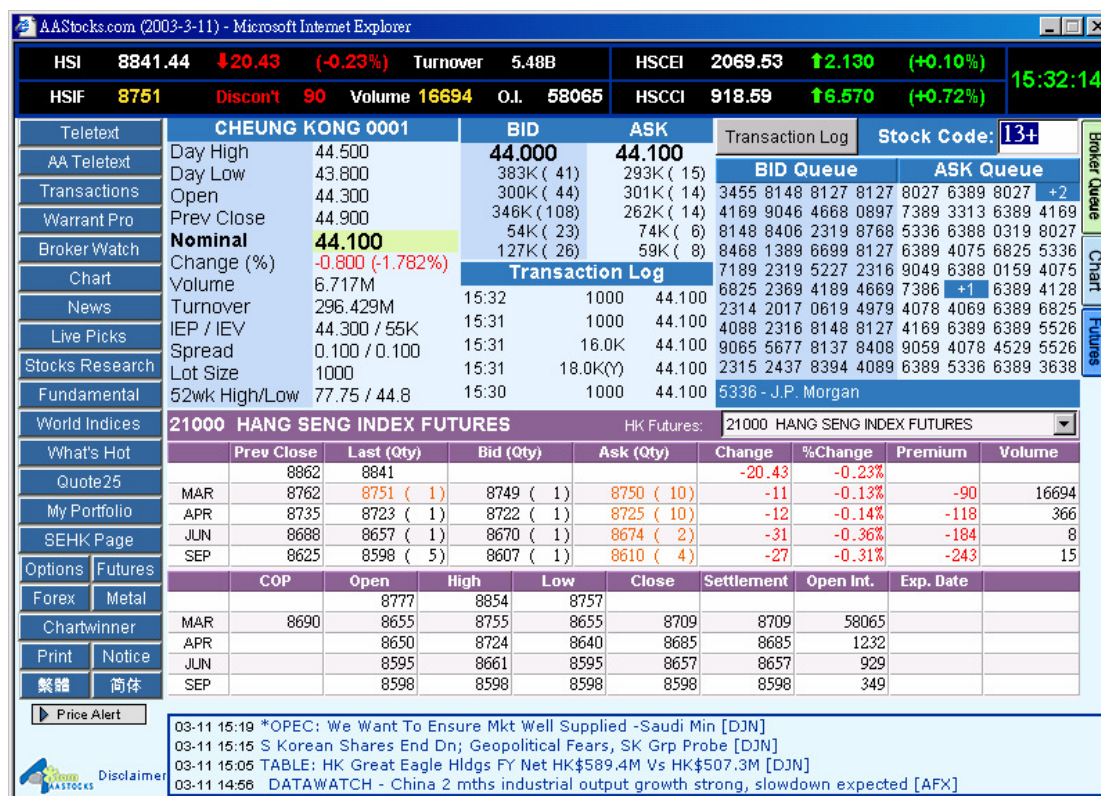 AAStocks.com (2003-3-11) - Microsoft Internet Explorer
HSI 8841.44 ⬇20.43 (-0.23%) Turnover 5.48B HSCEI 2069.53 ⬆2.130 (+0.10%)
15:32:14
HSIF 8751 Discon't 90 Volume 16694 O.I. 58065 HSCCI 918.59 ⬆6.570 (+0.72%)
Teletext
AA Teletext
Transactions
Warrant Pro
Broker Watch
Chart
News
Live Picks
Stocks Research
Fundamental
World Indices
What's Hot
Quote25
My Portfolio
SEHK Page
Options Futures
Forex Metal
Chartwinner
Print Notice
繁體 简体
Price Alert
Atom AASTOCKS Disclaimer
CHEUNG KONG 0001
Day High 44.500
Day Low 43.800
Open 44.300
Prev Close 44.900
Nominal 44.100
Change (%) -0.800 (-1.782%)
Volume 6.717M
Turnover 296.429M
IEP / IEV 44.300 / 55K
Spread 0.100 / 0.100
Lot Size 1000
52wk High/Low 77.75 / 44.8
BID ASK
44.000 44.100
383K ( 41) 293K ( 15)
300K ( 44) 301K ( 14)
346K ( 108) 262K ( 14)
54K ( 23) 74K ( 6)
127K ( 26) 59K ( 8)
Transaction Log
15:32 1000 44.100
15:31 1000 44.100
15:31 16.0K 44.100
15:31 18.0K(Y) 44.100
15:30 1000 44.100
Transaction Log Stock Code: 13+
BID Queue ASK Queue
3455 8148 8127 8127 8027 6389 8027 +2
4169 9046 4668 0897 7389 3313 6389 4169
8148 8406 2319 8768 5336 6388 0319 8027
8468 1389 6699 8127 6389 4075 6825 5336
7189 2319 5227 2316 9049 6388 0159 4075
6825 2369 4189 4669 7386 +1 6389 4128
2314 2017 0619 4979 4078 4069 6389 6825
4088 2316 8148 8127 4169 6389 6389 5526
9065 5677 8137 8408 9059 4078 4529 5526
2315 2437 8394 4089 6389 5336 6389 3638
5336 - J.P. Morgan
Broker Queue
Chart
Futures
21000 HANG SENG INDEX FUTURES HK Futures: 21000 HANG SENG INDEX FUTURES
Prev Close Last (Qty) Bid (Qty) Ask (Qty) Change %Change Premium Volume
8862 8841 -20.43 -0.23%
MAR 8762 8751 ( 1) 8749 ( 1) 8750 ( 10) -11 -0.13% -90 16694
APR 8735 8723 ( 1) 8722 ( 1) 8725 ( 10) -12 -0.14% -118 366
JUN 8688 8657 ( 1) 8670 ( 1) 8674 ( 2) -31 -0.36% -184 8
SEP 8625 8598 ( 5) 8607 ( 1) 8610 ( 4) -27 -0.31% -243 15
COP Open High Low Close Settlement Open Int. Exp. Date
8777 8854 8757
MAR 8690 8655 8755 8655 8709 8709 58065
APR 8650 8724 8640 8685 8685 1232
JUN 8595 8661 8595 8657 8657 929
SEP 8598 8598 8598 8598 8598 349
03-11 15:19 *OPEC: We Want To Ensure Mkt Well Supplied -Saudi Min [DJN]
03-11 15:15 S Korean Shares End Dn; Geopolitical Fears, SK Grp Probe [DJN]
03-11 15:05 TABLE: HK Great Eagle Hldgs FY Net HK$589.4M Vs HK$507.3M [DJN]
03-11 14:56 DATAWATCH - China 2 mths industrial output growth strong, slowdown expected [AFX]